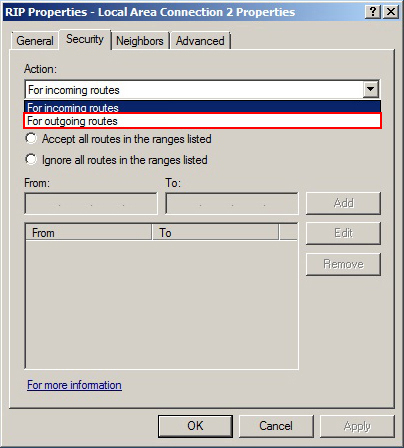 RIP Properties - Local Area Connection 2 Properties
General Security Neighbors Advanced
Action:
For incoming routes
For incoming routes
For outgoing routes
Accept all routes in the ranges listed
Ignore all routes in the ranges listed
From: To:
. . . . . . Add
From To Edit
Remove
For more information
OK Cancel Apply